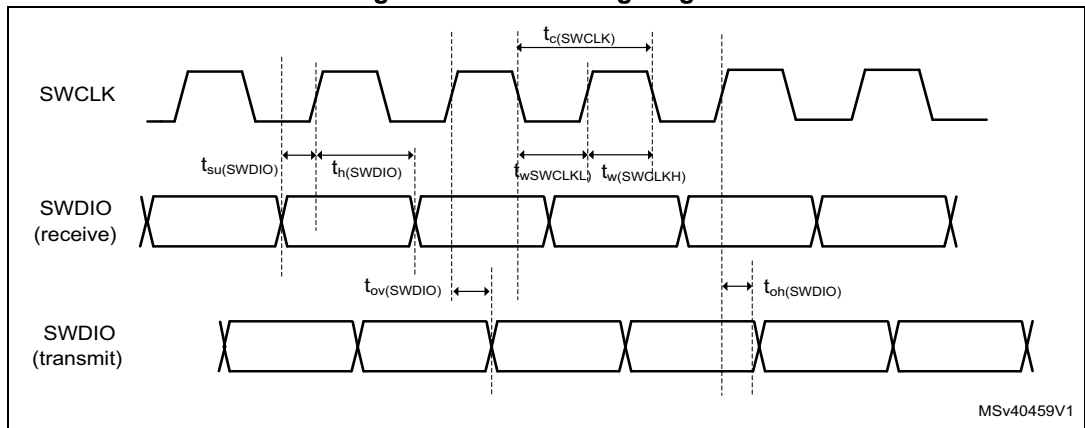 tc(SWCLK)
SWCLK
tsu(SWDIO)
th(SWDIO)
twSWCLKL)
tw(SWCLKH)
SWDIO
(receive)
tov(SWDIO)
toh(SWDIO)
SWDIO
(transmit)
MSv40459V1